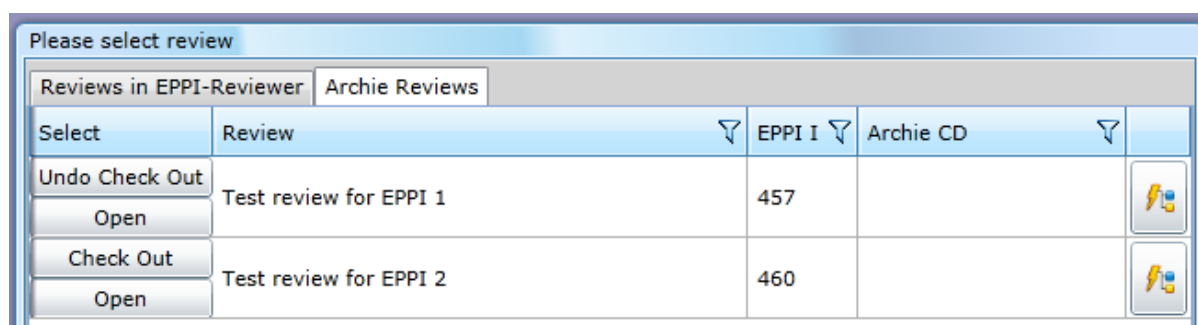 Please select review
Reviews in EPPI-Reviewer Archie Reviews
Select Review EPPI I Archie CD
Undo Check Out
Test review for EPPI 1 457
Open
Check Out
Test review for EPPI 2 460
Open